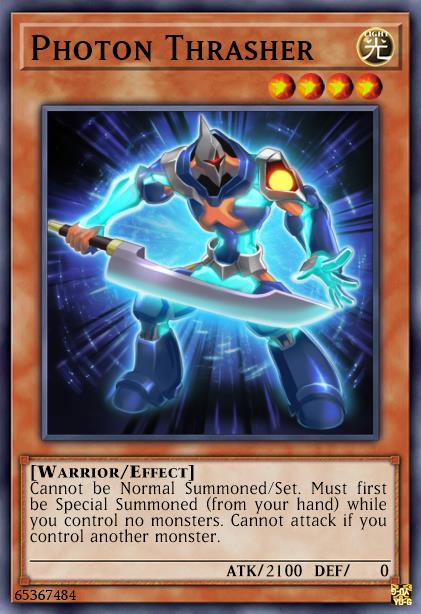 Photon Thrasher
LIGHT
光
[Warrior/Effect]
Cannot be Normal Summoned/Set. Must first
be Special Summoned (from your hand) while
you control no monsters. Cannot attack if you
control another monster.
ATK/2100 DEF/ 0
65367484